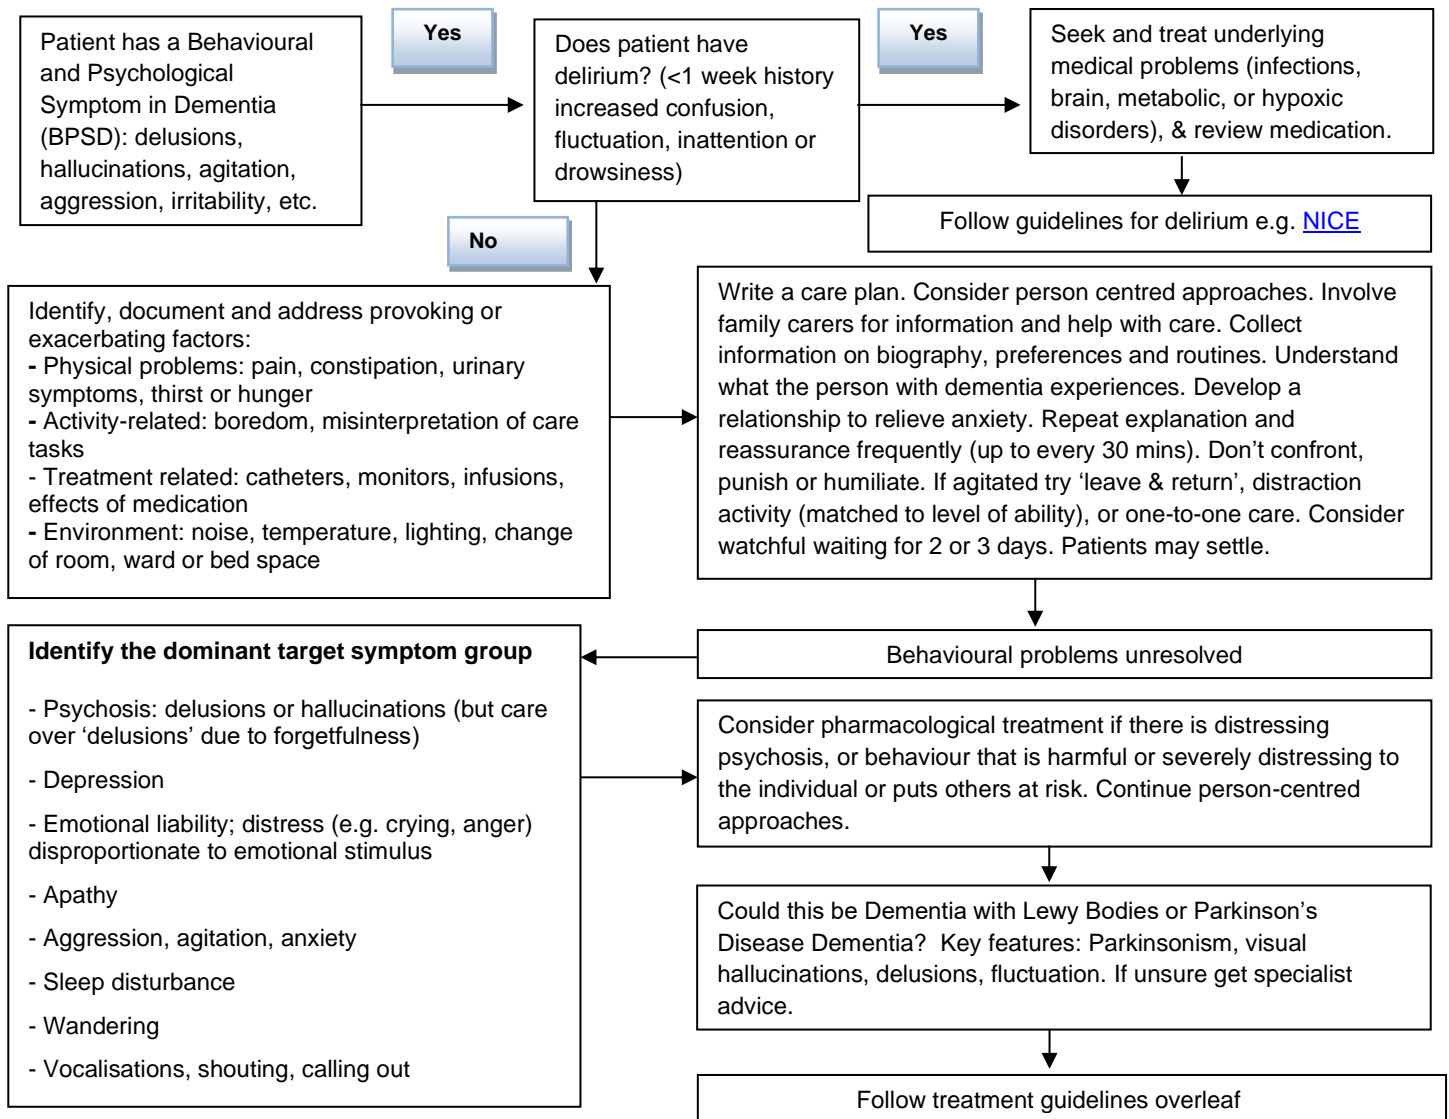 Patient has a Behavioural
and Psychological
Symptom in Dementia
(BPSD): delusions,
hallucinations, agitation,
aggression, irritability, etc.
Yes
Does patient have
delirium? (<1 week history
increased confusion,
fluctuation, inattention or
drowsiness)
Yes
Seek and treat underlying
medical problems (infections,
brain, metabolic, or hypoxic
disorders), & review medication.
Follow guidelines for delirium e.g. NICE
No
Identify, document and address provoking or
exacerbating factors:
- Physical problems: pain, constipation, urinary
symptoms, thirst or hunger
- Activity-related: boredom, misinterpretation of care
tasks
- Treatment related: catheters, monitors, infusions,
effects of medication
- Environment: noise, temperature, lighting, change
of room, ward or bed space
Write a care plan. Consider person centred approaches. Involve
family carers for information and help with care. Collect
information on biography, preferences and routines. Understand
what the person with dementia experiences. Develop a
relationship to relieve anxiety. Repeat explanation and
reassurance frequently (up to every 30 mins). Don’t confront,
punish or humiliate. If agitated try ‘leave & return’, distraction
activity (matched to level of ability), or one-to-one care. Consider
watchful waiting for 2 or 3 days. Patients may settle.
Behavioural problems unresolved
Identify the dominant target symptom group
- Psychosis: delusions or hallucinations (but care
over ‘delusions’ due to forgetfulness)
- Depression
- Emotional liability; distress (e.g. crying, anger)
disproportionate to emotional stimulus
- Apathy
- Aggression, agitation, anxiety
- Sleep disturbance
- Wandering
- Vocalisations, shouting, calling out
Consider pharmacological treatment if there is distressing
psychosis, or behaviour that is harmful or severely distressing to
the individual or puts others at risk. Continue person-centred
approaches.
Could this be Dementia with Lewy Bodies or Parkinson’s
Disease Dementia? Key features: Parkinsonism, visual
hallucinations, delusions, fluctuation. If unsure get specialist
advice.
Follow treatment guidelines overleaf